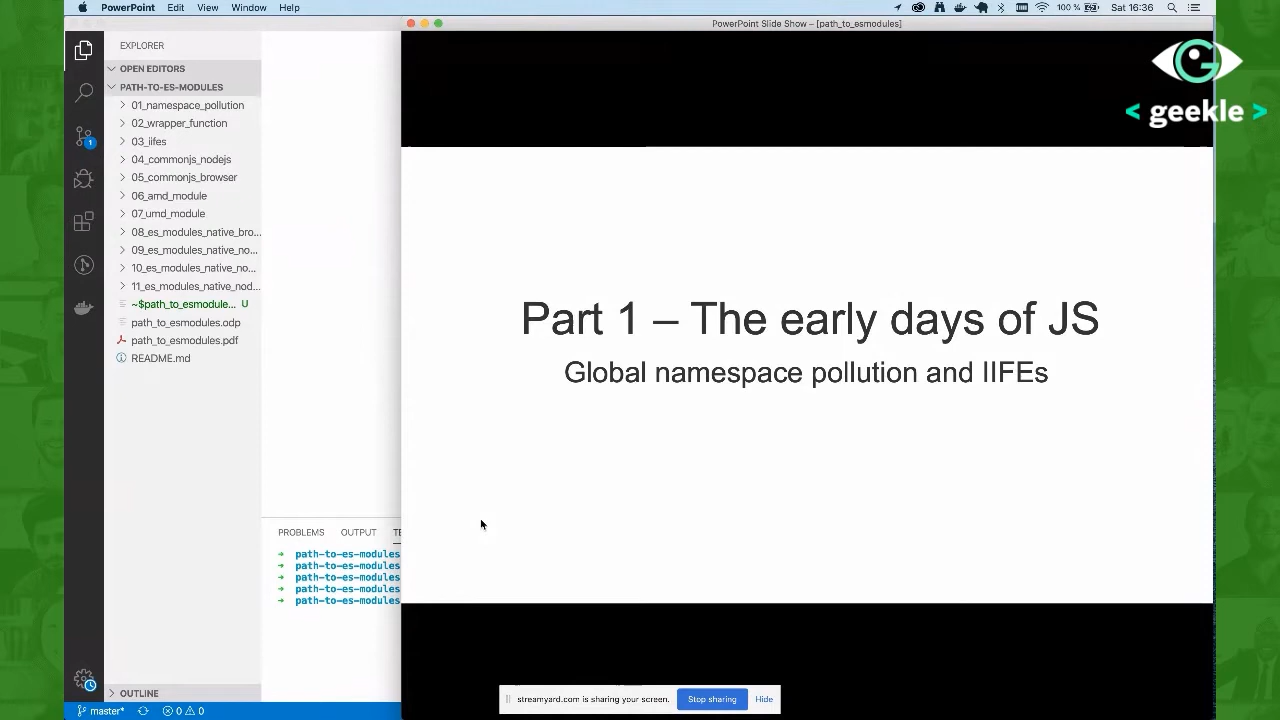 PowerPoint Edit View Window Help
100 % Sat 16:36
PowerPoint Slide Show – [path_to_esmodules]
< geekle >
EXPLORER
OPEN EDITORS
PATH-TO-ES-MODULES
01_namespace_pollution
02_wrapper_function
03_iifes
04_commonjs_nodejs
05_commonjs_browser
06_amd_module
07_umd_module
08_es_modules_native_bro...
09_es_modules_native_no...
10_es_modules_native_no...
11_es_modules_native_nod...
~$path_to_esmodule... U
path_to_esmodules.odp
path_to_esmodules.pdf
README.md
Part 1 – The early days of JS
Global namespace pollution and IIFEs
PROBLEMS OUTPUT TE
path-to-es-modules
path-to-es-modules
path-to-es-modules
path-to-es-modules
path-to-es-modules
OUTLINE
streamyard.com is sharing your screen. Stop sharing Hide
master* 0 0